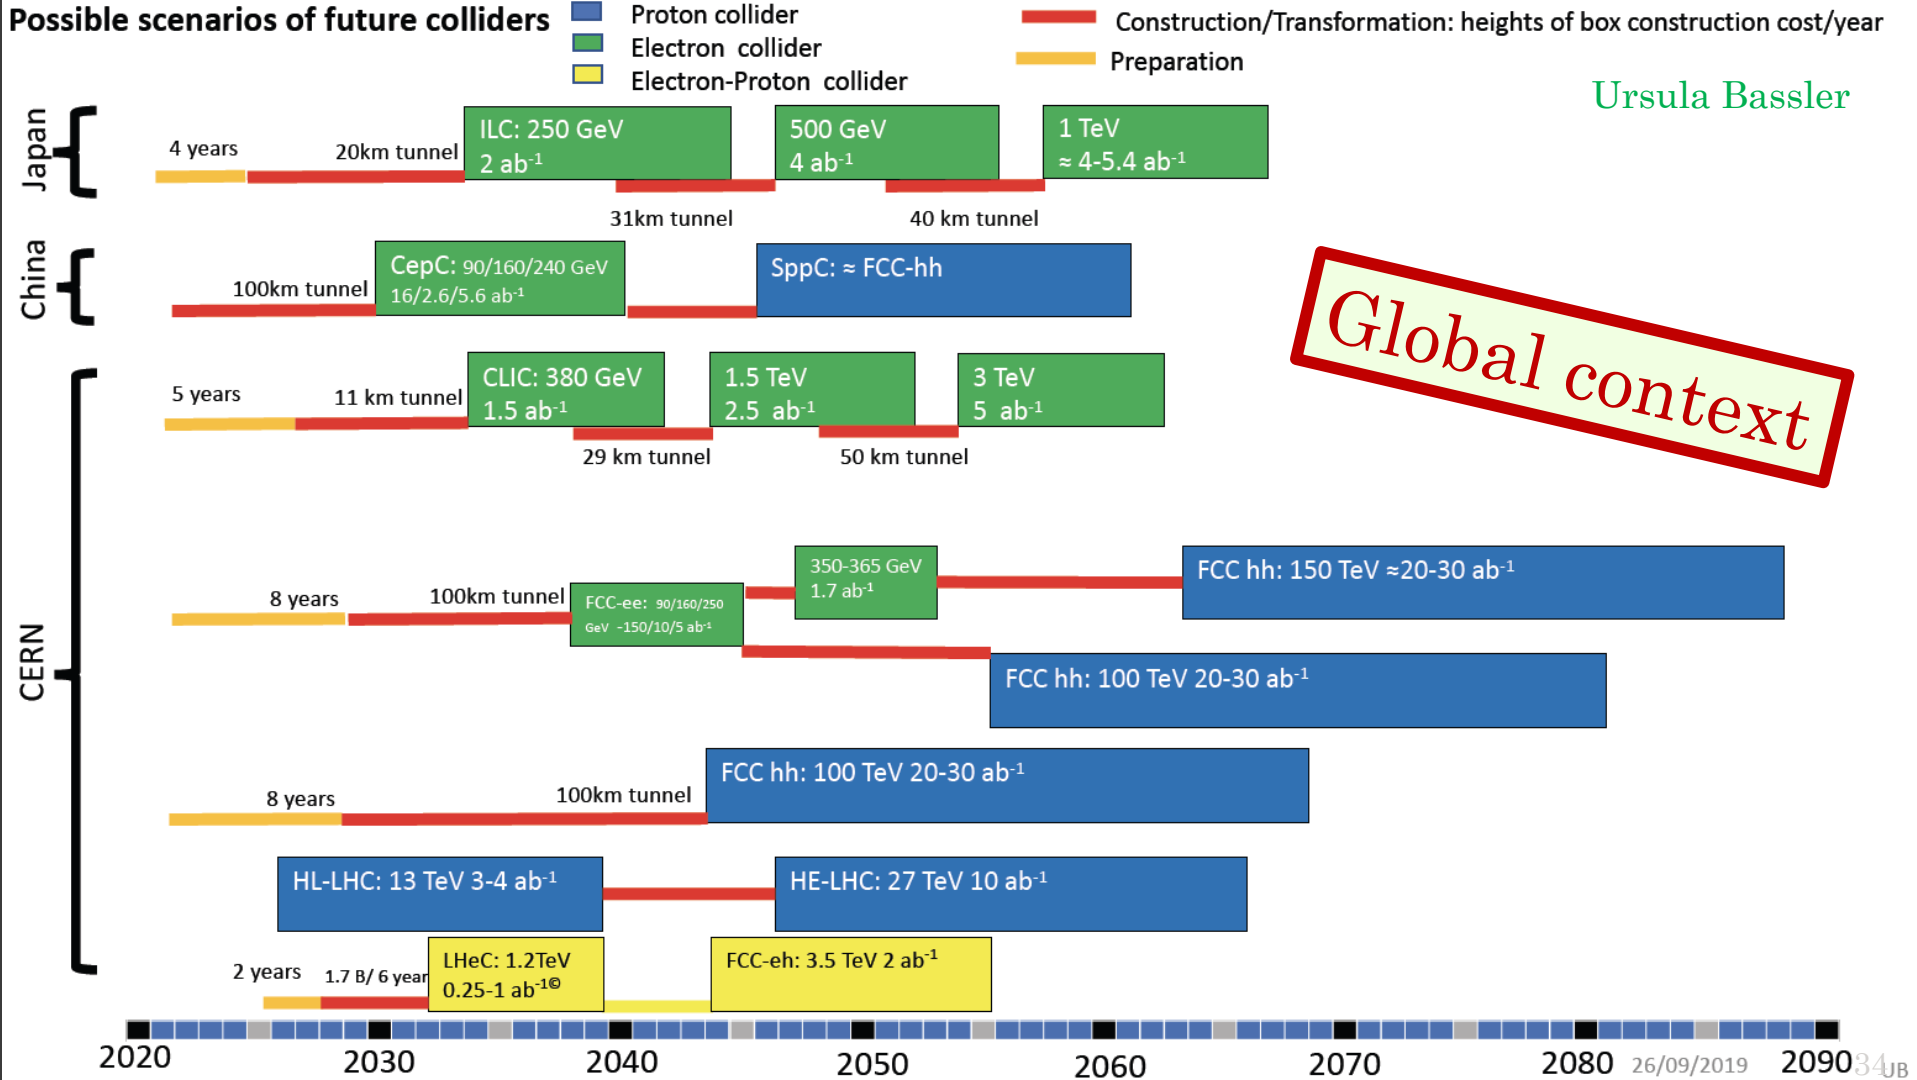 Possible scenarios of future colliders
Proton collider
Electron collider
Electron-Proton collider
Construction/Transformation: heights of box construction cost/year
Preparation
Ursula Bassler
Japan
4 years
20km tunnel
ILC: 250 GeV
2 ab⁻¹
500 GeV
4 ab⁻¹
1 TeV
≈ 4-5.4 ab⁻¹
31km tunnel
40 km tunnel
China
100km tunnel
CepC: 90/160/240 GeV
16/2.6/5.6 ab⁻¹
SppC: ≈ FCC-hh
Global context
CERN
5 years
11 km tunnel
CLIC: 380 GeV
1.5 ab⁻¹
1.5 TeV
2.5 ab⁻¹
3 TeV
5 ab⁻¹
29 km tunnel
50 km tunnel
8 years
100km tunnel
FCC-ee: 90/160/250
GeV -150/10/5 ab⁻¹
350-365 GeV
1.7 ab⁻¹
FCC hh: 150 TeV ≈20-30 ab⁻¹
FCC hh: 100 TeV 20-30 ab⁻¹
8 years
100km tunnel
FCC hh: 100 TeV 20-30 ab⁻¹
HL-LHC: 13 TeV 3-4 ab⁻¹
HE-LHC: 27 TeV 10 ab⁻¹
2 years
1.7 B/ 6 year
LHeC: 1.2TeV
0.25-1 ab⁻¹©
FCC-eh: 3.5 TeV 2 ab⁻¹
2020
2030
2040
2050
2060
2070
2080
26/09/2019
2090
34
UB